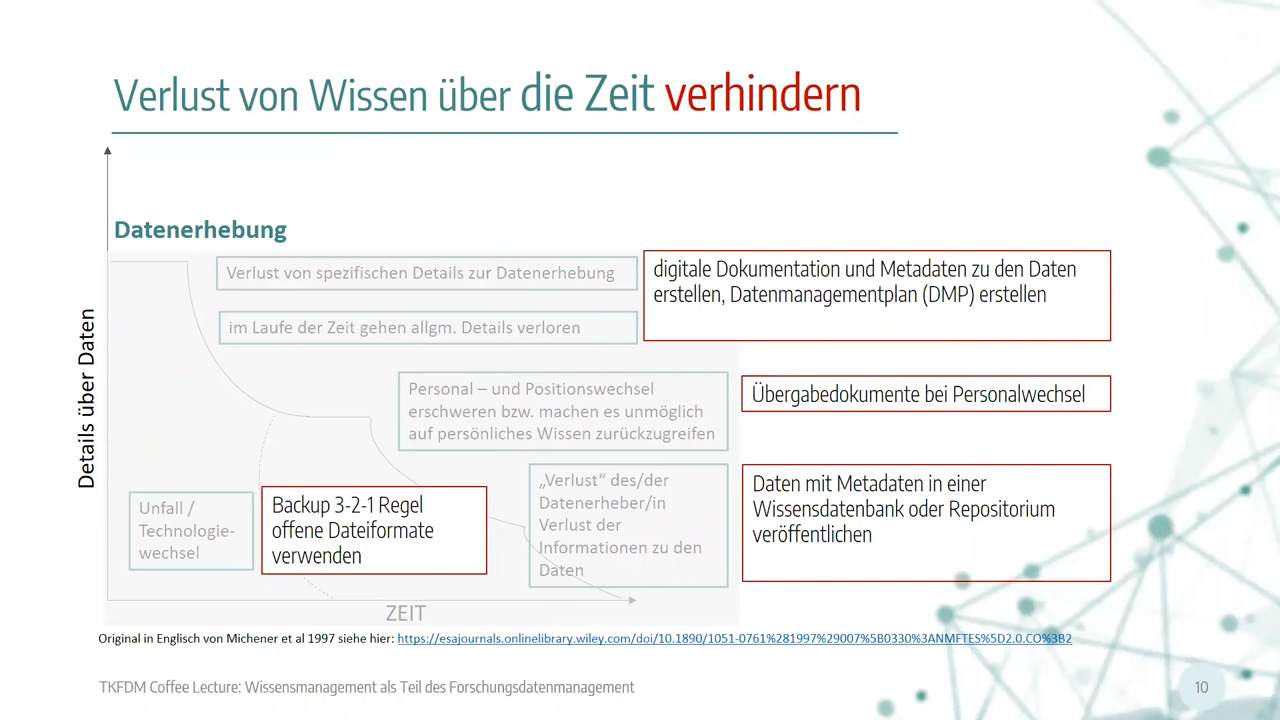 Verlust von Wissen über die Zeit verhindern
Datenerhebung
Details über Daten
Verlust von spezifischen Details zur Datenerhebung
digitale Dokumentation und Metadaten zu den Daten
erstellen, Datenmanagementplan (DMP) erstellen
im Laufe der Zeit gehen allgm. Details verloren
Personal – und Positionswechsel
erschweren bzw. machen es unmöglich
auf persönliches Wissen zurückzugreifen
Übergabedokumente bei Personalwechsel
Unfall /
Technologie-
wechsel
Backup 3-2-1 Regel
offene Dateiformate
verwenden
„Verlust“ des/der
Datenerheber/in
Verlust der
Informationen zu den
Daten
Daten mit Metadaten in einer
Wissensdatenbank oder Repositorium
veröffentlichen
ZEIT
Original in Englisch von Michener et al 1997 siehe hier: https://esajournals.onlinelibrary.wiley.com/doi/10.1890/1051-0761%281997%29007%5B0330%3ANMFTES%5D2.0.CO%3B2
TKFDM Coffee Lecture: Wissensmanagement als Teil des Forschungsdatenmanagement
10